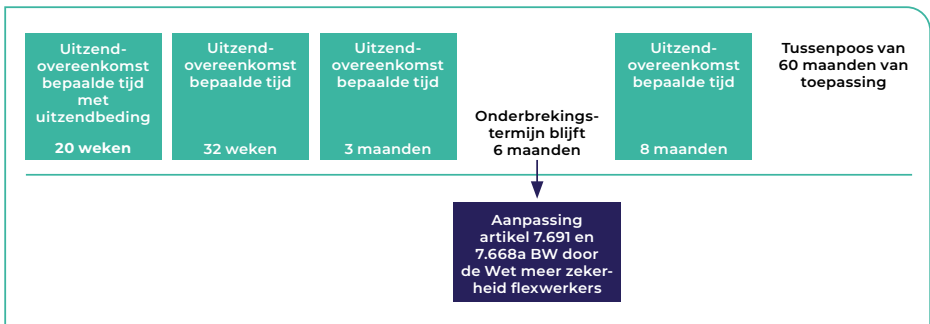 Uitzend-
overeenkomst
bepaalde tijd
met
uitzendbeding
20 weken
Uitzend-
overeenkomst
bepaalde tijd
32 weken
Uitzend-
overeenkomst
bepaalde tijd
3 maanden
Onderbrekings-
termijn blijft
6 maanden
Uitzend-
overeenkomst
bepaalde tijd
8 maanden
Tussenpoos van
60 maanden van
toepassing
Aanpassing
artikel 7.691 en
7.668a BW door
de Wet meer zeker-
heid flexwerkers